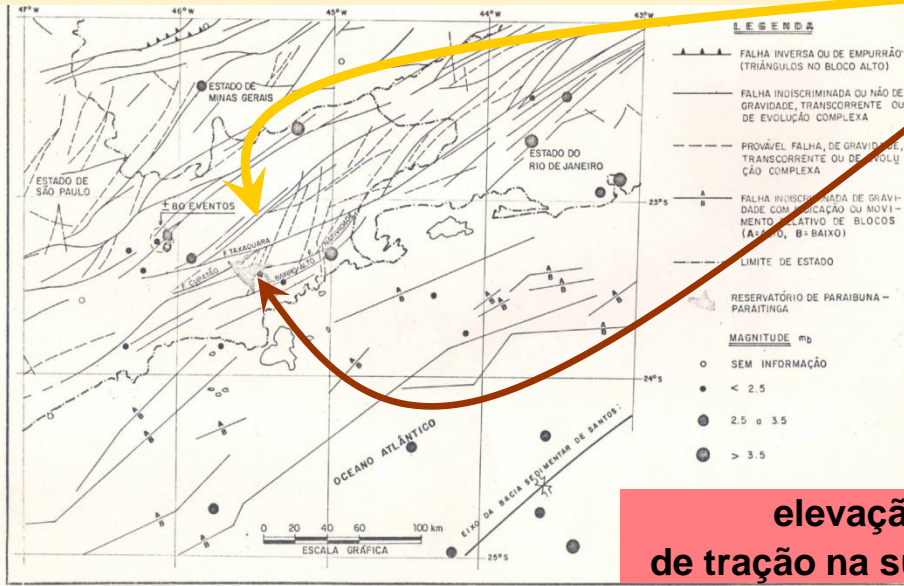 47° W
46° W
45° W
44° W
43° W
ESTADO DE
MINAS GERAIS
ESTADO DO
RIO DE JANEIRO
ESTADO DE
SÃO PAULO
± 80 EVENTOS
23° S
F. TAXAQUARA
F. NATIVIDADE
F. CUBATÃO
BAIRRO ALTO
A
B
A
B
A
B
A
B
A
B
A
B
24° S
A
B
A
B
A
B
A
B
OCEANO ATLÂNTICO
EIXO DA BACIA SEDIMENTAR DE SANTOS
A
B
A
B
0 20 40 60 100 km
ESCALA GRÁFICA
25° S
LEGENDA
FALHA INVERSA OU DE EMPURRÃO
(TRIÂNGULOS NO BLOCO ALTO)
FALHA INDISCRIMINADA OU NÃO DE
GRAVIDADE, TRANSCORRENTE OU
DE EVOLUÇÃO COMPLEXA
PROVÁVEL FALHA, DE GRAVIDADE,
TRANSCORRENTE OU DE EVOLU
ÇÃO COMPLEXA
A
B
FALHA INDISCRIMINADA DE GRAVI-
DADE COM INDICAÇÃO OU MOVI-
MENTO RELATIVO DE BLOCOS
(A=ALTO, B=BAIXO)
LIMITE DE ESTADO
RESERVATÓRIO DE PARAIBUNA –
PARAITINGA
MAGNITUDE mb
SEM INFORMAÇÃO
< 2.5
2.5 a 3.5
> 3.5
elevaçã
de tração na su